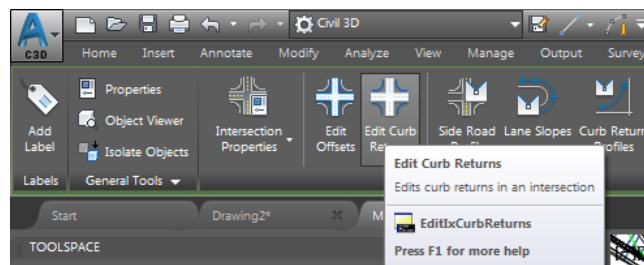 C3D
Civil 3D
Home Insert Annotate Modify Analyze View Manage Output Survey
Add
Label
Labels
Properties
Object Viewer
Isolate Objects
General Tools
Intersection
Properties
Edit
Offsets
Edit Curb
Side Road
Lane Slopes
Curb Return
Profiles
Edit Curb Returns
Edits curb returns in an intersection
EditIxCurbReturns
Press F1 for more help
Start
Drawing2*
M
TOOLSPACE